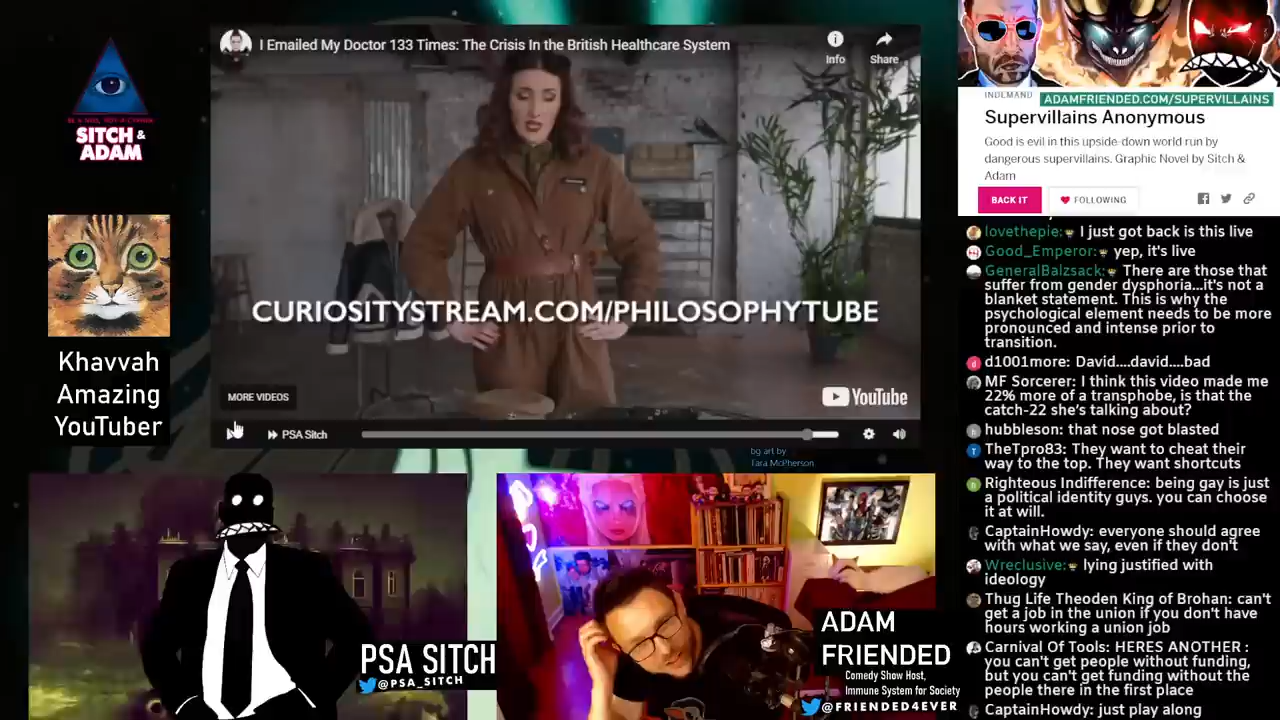 I Emailed My Doctor 133 Times: The Crisis In the British Healthcare System
Info
Share
CURIOSITYSTREAM.COM/PHILOSOPHYTUBE
MORE VIDEOS
YouTube
PSA Sitch
bg art by
Tara McPherson
SITCH &
ADAM
Khavvah
Amazing
YouTuber
PSA SITCH
@PSA_SITCH
ADAM
FRIENDED
Comedy Show Host,
Immune System for Society
@FRIENDED4EVER
INDEMAND
ADAMFRIENDED.COM/SUPERVILLAINS
Supervillains Anonymous
Good is evil in this upside-down world run by
dangerous supervillains. Graphic Novel by Sitch &
Adam
BACK IT
FOLLOWING
lovethepie: I just got back is this live
Good_Emperor: yep, it's live
GeneralBalzsack: There are those that
suffer from gender dysphoria...it's not a
blanket statement. This is why the
psychological element needs to be more
pronounced and intense prior to
transition.
d1001more: David....david....bad
MF Sorcerer: I think this video made me
22% more of a transphobe, is that the
catch-22 she's talking about?
hubbleson: that nose got blasted
TheTpro83: They want to cheat their
way to the top. They want shortcuts
Righteous Indifference: being gay is just
a political identity guys. you can choose
it at will.
CaptainHowdy: everyone should agree
with what we say, even if they don't
Wreclusive: lying justified with
ideology
Thug Life Theoden King of Brohan: can't
get a job in the union if you don't have
hours working a union job
Carnival Of Tools: HERES ANOTHER :
you can't get people without funding,
but you can't get funding without the
people there in the first place
CaptainHowdy: just play along